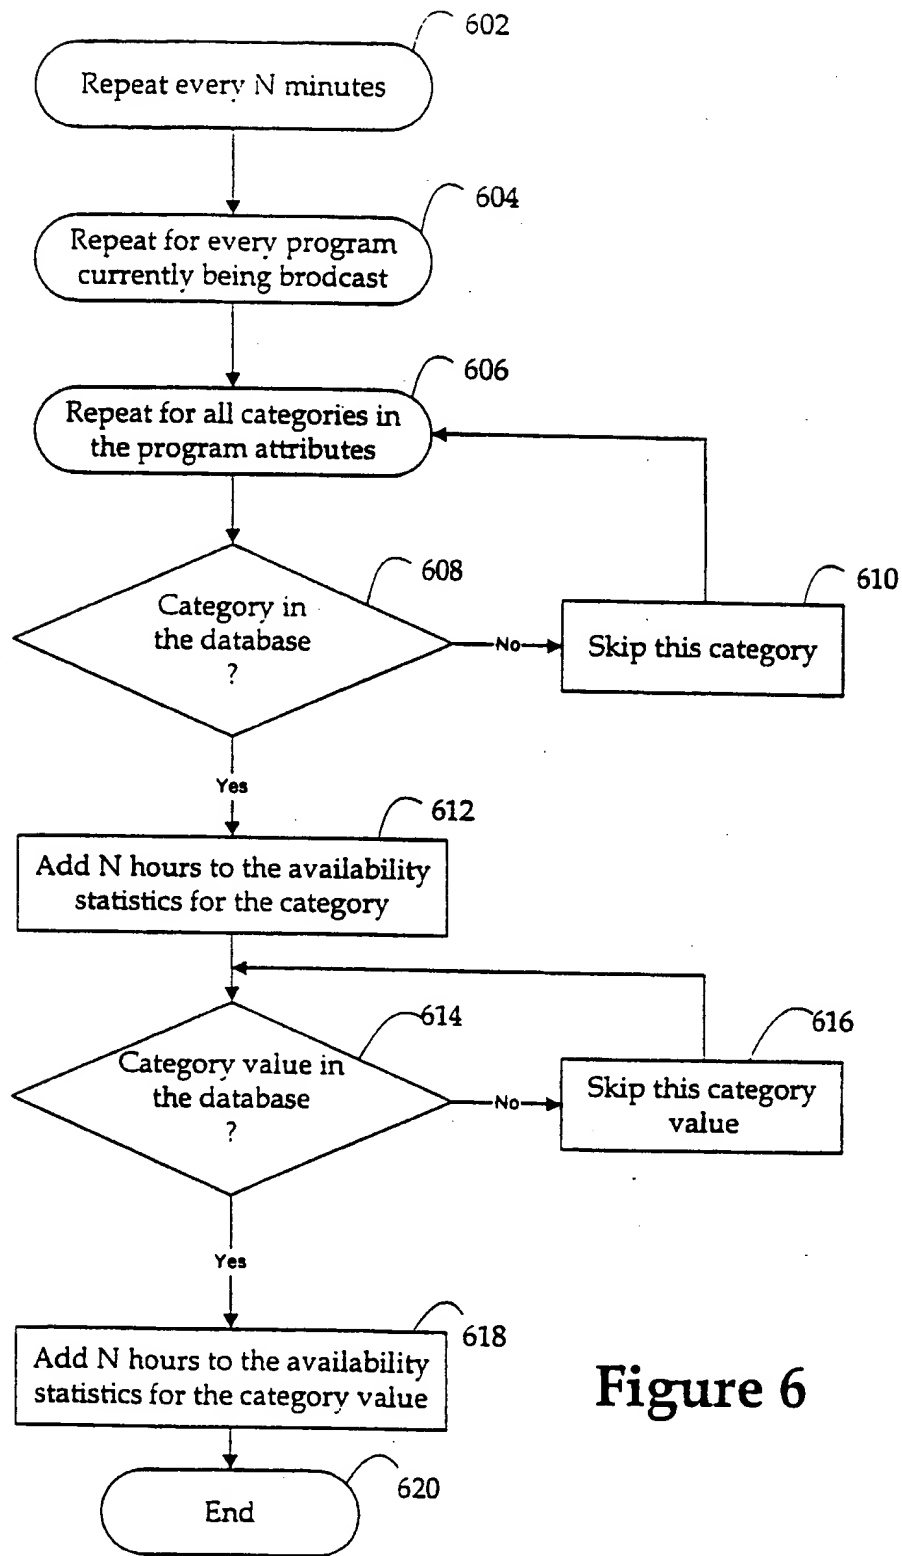 602
Repeat every N minutes
604
Repeat for every program
currently being brodcast
606
Repeat for all categories in
the program attributes
608
Category in
the database
?
No
610
Skip this category
Yes
612
Add N hours to the availability
statistics for the category
614
Category value in
the database
?
No
616
Skip this category
value
Yes
618
Add N hours to the availability
statistics for the category value
Figure 6
620
End